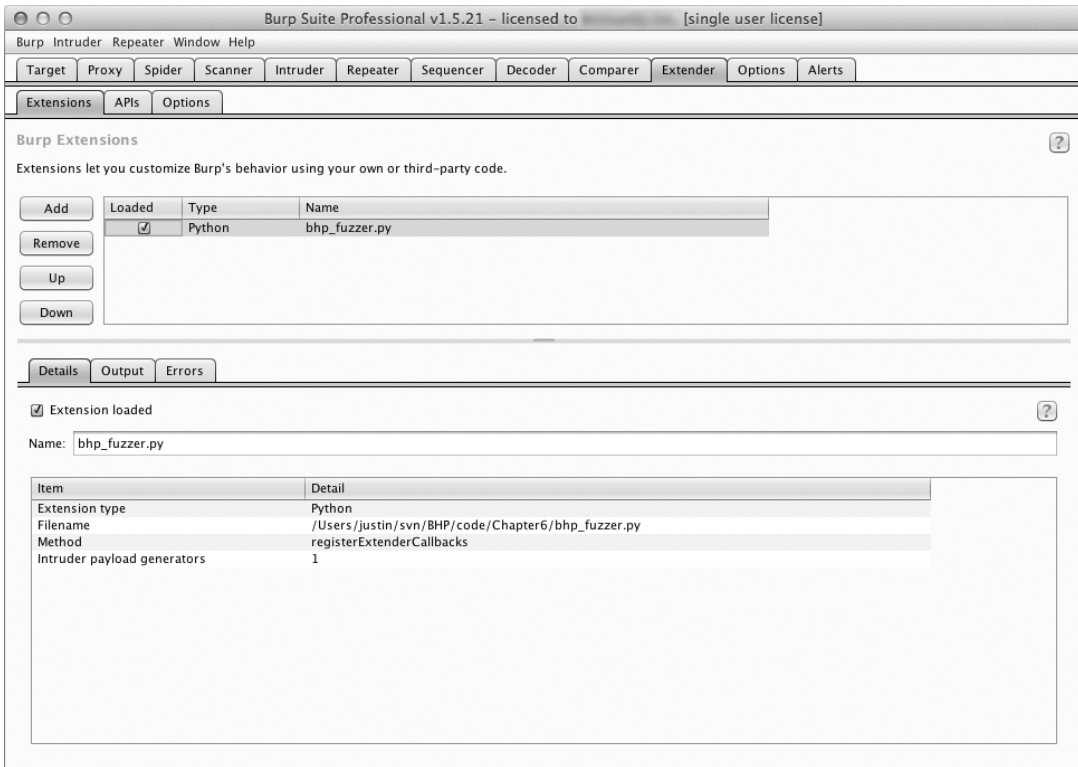 Burp Suite Professional v1.5.21 – licensed to [single user license]
Burp Intruder Repeater Window Help
Target Proxy Spider Scanner Intruder Repeater Sequencer Decoder Comparer Extender Options Alerts
Extensions APIs Options
Burp Extensions
?
Extensions let you customize Burp's behavior using your own or third-party code.
Add
Remove
Up
Down
Loaded Type Name
Python bhp_fuzzer.py
Details Output Errors
Extension loaded
?
Name: bhp_fuzzer.py
Item Detail
Extension type Python
Filename /Users/justin/svn/BHP/code/Chapter6/bhp_fuzzer.py
Method registerExtenderCallbacks
Intruder payload generators 1